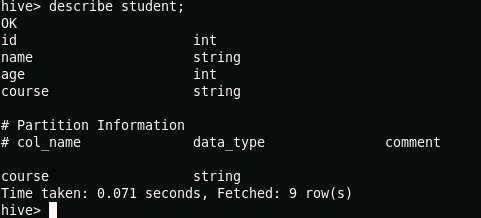 hive> describe student;
OK
id                      int
name                    string
age                     int
course                  string

# Partition Information
# col_name              data_type               comment

course                  string
Time taken: 0.071 seconds, Fetched: 9 row(s)
hive>